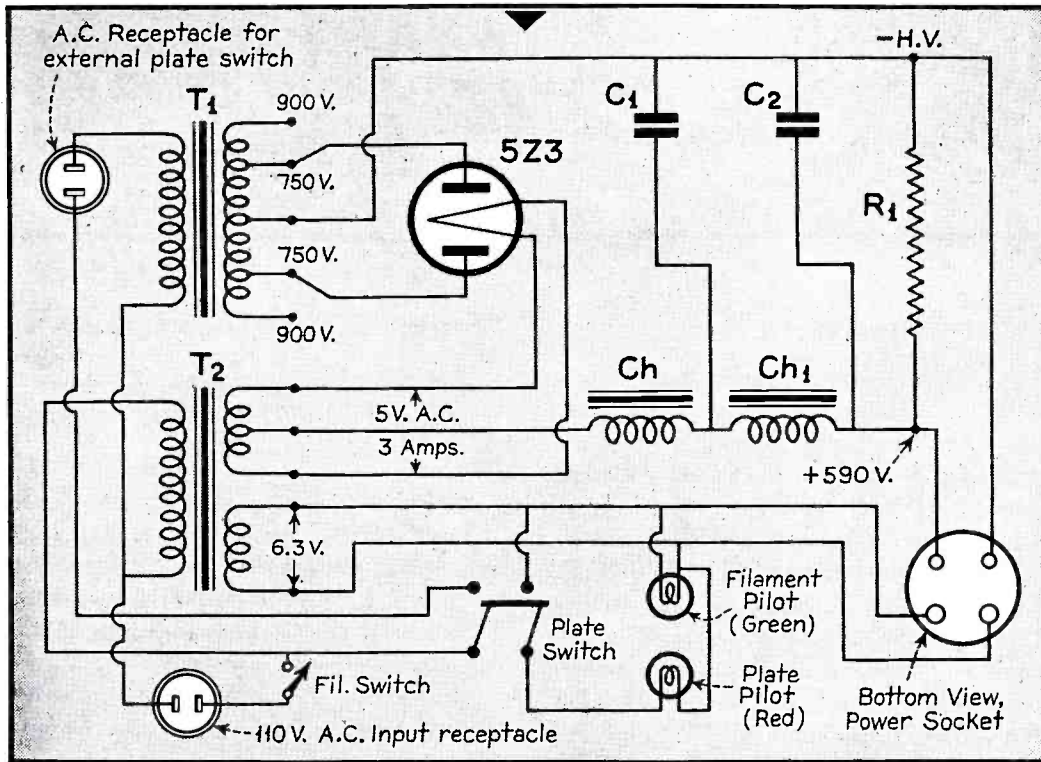 A.C. Receptacle for
external plate switch
T1
900 V.
750 V.
750 V.
900 V.
5Z3
C1
C2
−H.V.
R1
T2
5 V. A.C.
3 Amps.
Ch
Ch1
+590 V.
6.3 V.
Plate
Switch
Filament
Pilot
(Green)
Fil. Switch
Plate
Pilot
(Red)
Bottom View,
Power Socket
110 V. A.C. Input receptacle